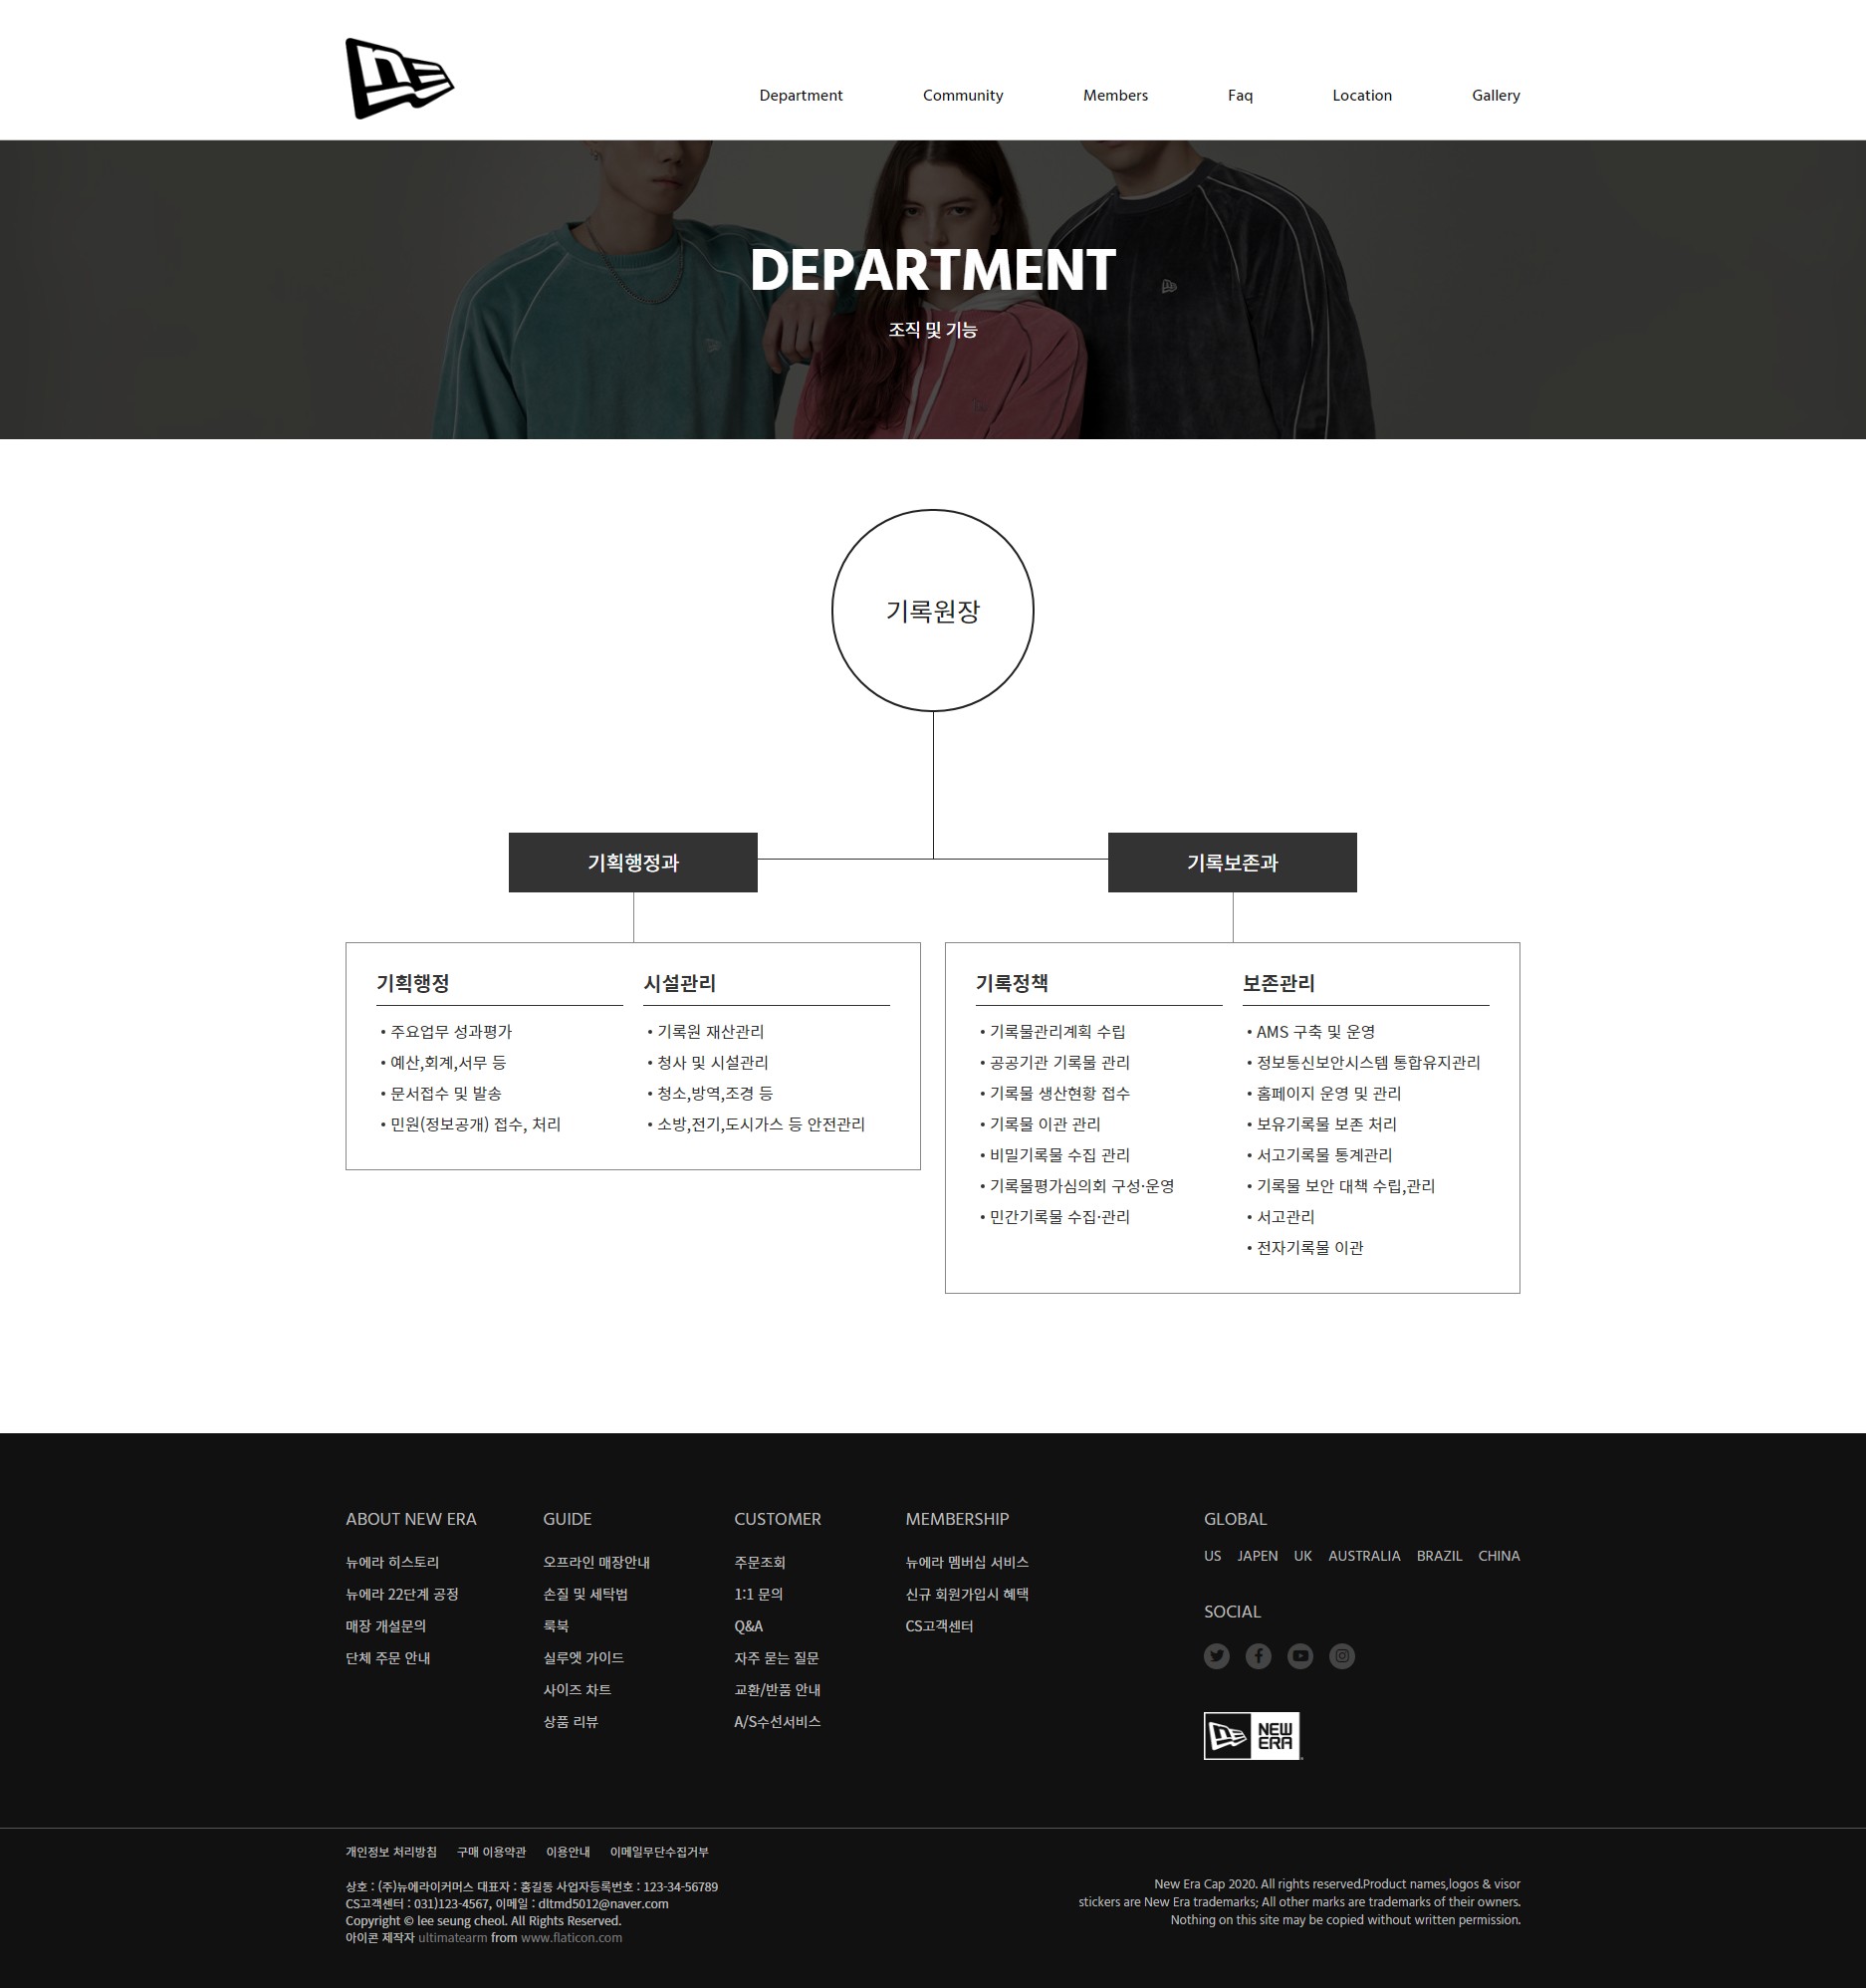 Department Community Members Faq Location Gallery
DEPARTMENT
조직 및 기능
기록원장
기획행정과
기록보존과
기획행정
• 주요업무 성과평가
• 예산,회계,서무 등
• 문서접수 및 발송
• 민원(정보공개) 접수, 처리
시설관리
• 기록원 재산관리
• 청사 및 시설관리
• 청소,방역,조경 등
• 소방,전기,도시가스 등 안전관리
기록정책
• 기록물관리계획 수립
• 공공기관 기록물 관리
• 기록물 생산현황 접수
• 기록물 이관 관리
• 비밀기록물 수집 관리
• 기록물평가심의회 구성·운영
• 민간기록물 수집·관리
보존관리
• AMS 구축 및 운영
• 정보통신보안시스템 통합유지관리
• 홈페이지 운영 및 관리
• 보유기록물 보존 처리
• 서고기록물 통계관리
• 기록물 보안 대책 수립,관리
• 서고관리
• 전자기록물 이관
ABOUT NEW ERA
뉴에라 히스토리
뉴에라 22단계 공정
매장 개설문의
단체 주문 안내
GUIDE
오프라인 매장안내
손질 및 세탁법
룩북
실루엣 가이드
사이즈 차트
상품 리뷰
CUSTOMER
주문조회
1:1 문의
Q&A
자주 묻는 질문
교환/반품 안내
A/S수선서비스
MEMBERSHIP
뉴에라 멤버십 서비스
신규 회원가입시 혜택
CS고객센터
GLOBAL
US JAPEN UK AUSTRALIA BRAZIL CHINA
SOCIAL
NEW
ERA
개인정보 처리방침 구매 이용약관 이용안내 이메일무단수집거부
상호 : (주)뉴에라이커머스 대표자 : 홍길동 사업자등록번호 : 123-34-56789
CS고객센터 : 031)123-4567, 이메일 : dltmd5012@naver.com
Copyright © lee seung cheol. All Rights Reserved.
아이콘 제작자 ultimatearm from www.flaticon.com
New Era Cap 2020. All rights reserved.Product names,logos & visor
stickers are New Era trademarks; All other marks are trademarks of their owners.
Nothing on this site may be copied without written permission.